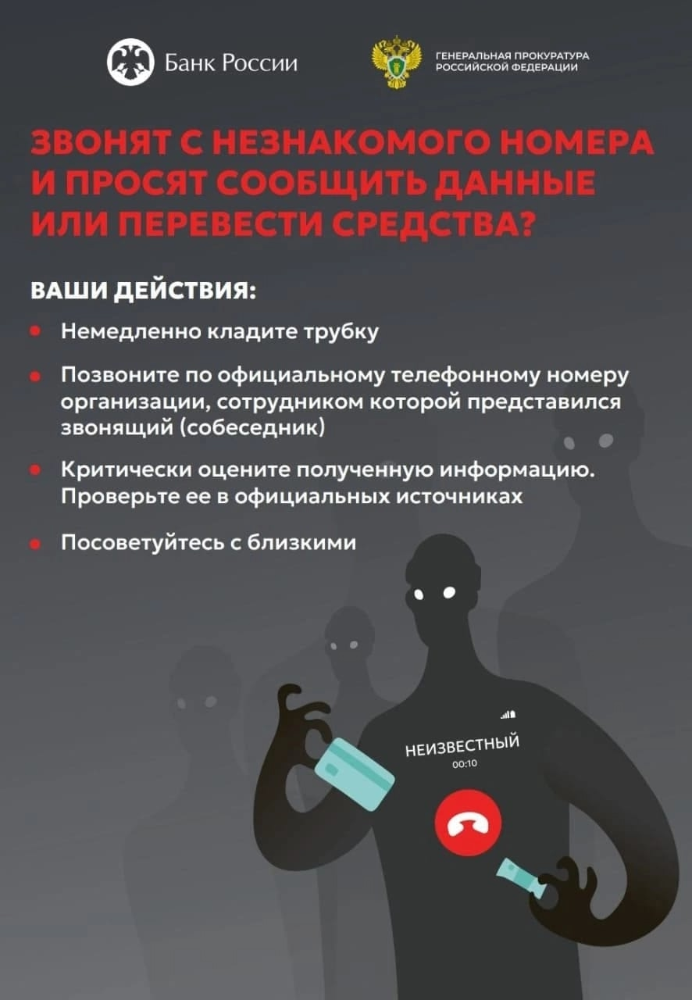 Банк России
ГЕНЕРАЛЬНАЯ ПРОКУРАТУРА
РОССИЙСКОЙ ФЕДЕРАЦИИ
ЗВОНЯТ С НЕЗНАКОМОГО НОМЕРА
И ПРОСЯТ СООБЩИТЬ ДАННЫЕ
ИЛИ ПЕРЕВЕСТИ СРЕДСТВА?
ВАШИ ДЕЙСТВИЯ:
Немедленно кладите трубку
Позвоните по официальному телефонному номеру
организации, сотрудником которой представился
звонящий (собеседник)
Критически оцените полученную информацию.
Проверьте ее в официальных источниках
Посоветуйтесь с близкими
НЕИЗВЕСТНЫЙ
00:10